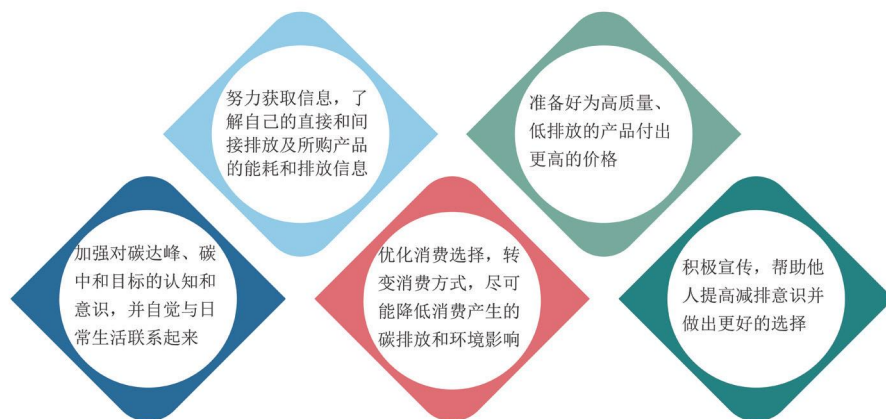 加强对碳达峰、碳
中和目标的认知和
意识，并自觉与日
常生活联系起来
努力获取信息，了
解自己的直接和间
接排放及所购产品
的能耗和排放信息
优化消费选择，转
变消费方式，尽可
能降低消费产生的
碳排放和环境影响
准备好为高质量、
低排放的产品付出
更高的价格
积极宣传，帮助他
人提高减排意识并
做出更好的选择